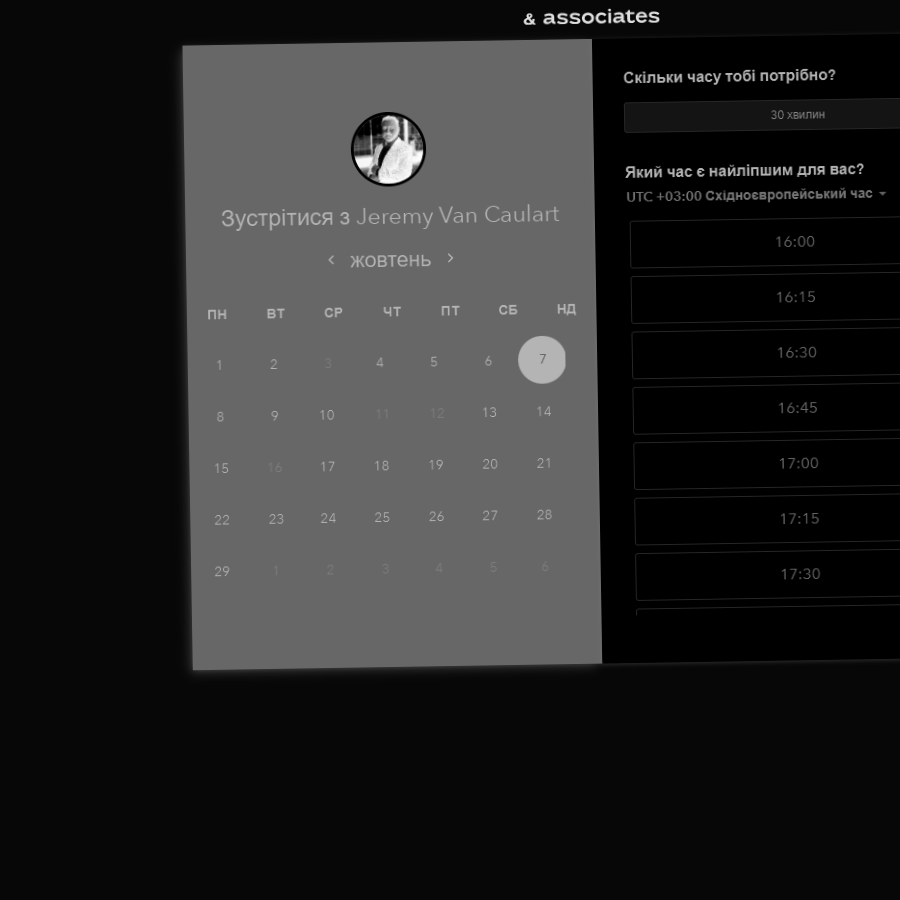 & associates
Зустрітися з Jeremy Van Caulart
жовтень
ПН ВТ СР ЧТ ПТ СБ НД
1 2 3 4 5 6 7
8 9 10 11 12 13 14
15 16 17 18 19 20 21
22 23 24 25 26 27 28
29 1 2 3 4 5 6
Скільки часу тобі потрібно?
30 хвилин
Який час є найліпшим для вас?
UTC +03:00 Східноєвропейський час
16:00
16:15
16:30
16:45
17:00
17:15
17:30